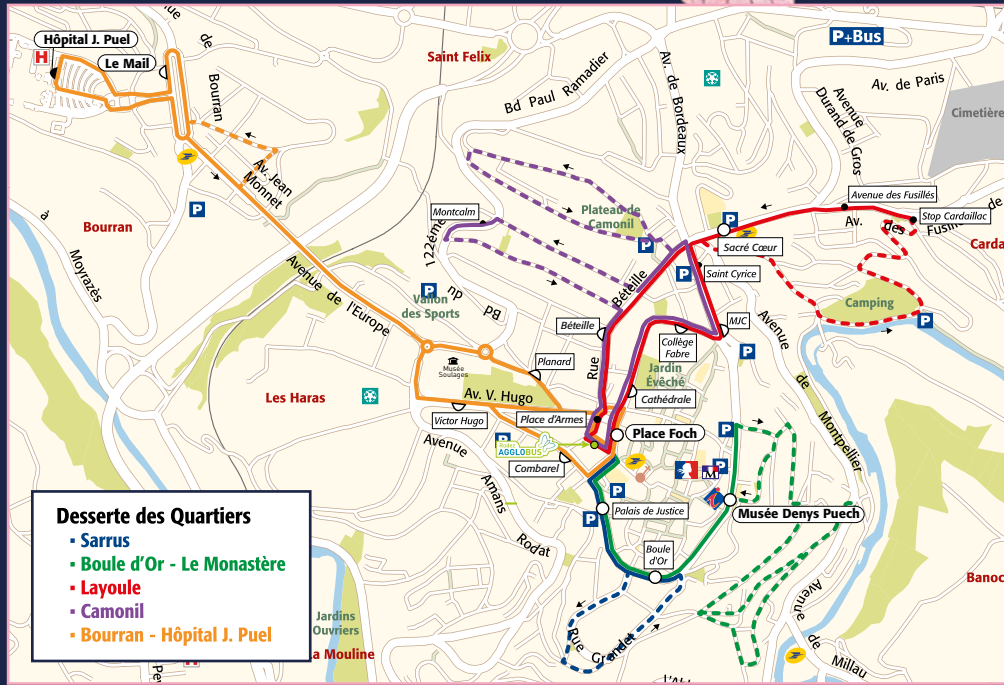 Hôpital J. Puel
H
Le Mail
de
Bourran
Saint Felix
Bd Paul Ramadier
Av. de Bordeaux
P+Bus
Av. de Paris
Avenue
Durand de Gros
Cimetière
Av. Jean
Monnet
P
Bourran
à
Moyrazès
Montcalm
Plateau de
Camonil
P
P
Avenue des Fusillés
Stop Cardaillac
Av.
des
de
Sacré Cœur
P
Saint Cyrice
Camping
P
Avenue de l'Europe
P
Vallon
des Sports
Bd
du
122ème
Béteille
Rue
Béteille
Collège
Fabre
MJC
P
Avenue
de
Montpellier
Musée
Soulages
Planard
Jardin
Évêché
Les Haras
Av. V. Hugo
Cathédrale
Victor Hugo
Place d'Armes
Place Foch
P
Avenue
Amans
Rodat
P
Rodez
AGGLOBUS
Combarel
M
P
P
Palais de Justice
P
Musée Denys Puech
Boule
d'Or
Rue Grandet
Avenue
de
Millau
Jardins
Ouvriers
Desserte des Quartiers
▪ Sarrus
▪ Boule d'Or - Le Monastère
▪ Layoule
▪ Camonil
▪ Bourran - Hôpital J. Puel